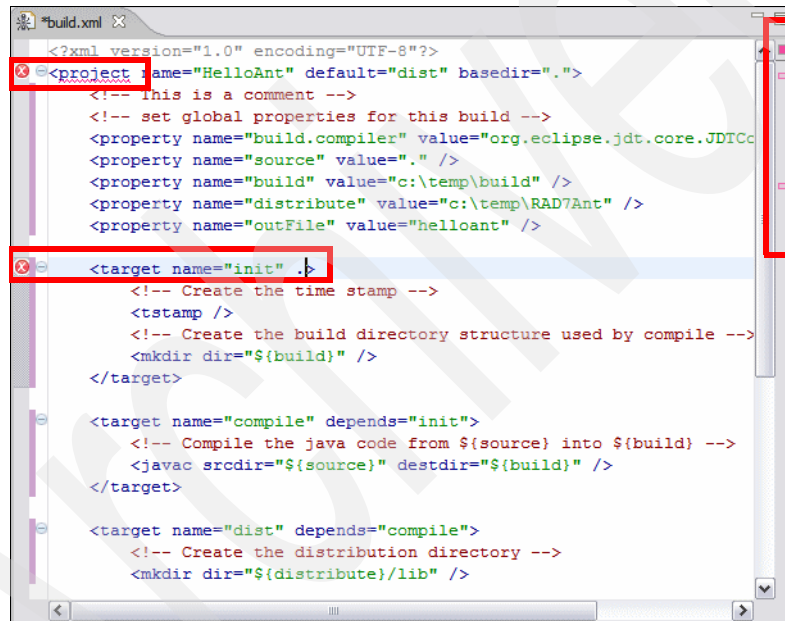 *build.xml
<?xml version="1.0" encoding="UTF-8"?>
<project name="HelloAnt" default="dist" basedir=".">
<!-- This is a comment -->
<!-- set global properties for this build -->
<property name="build.compiler" value="org.eclipse.jdt.core.JDTCo
<property name="source" value="." />
<property name="build" value="c:\temp\build" />
<property name="distribute" value="c:\temp\RAD7Ant" />
<property name="outFile" value="helloant" />
<target name="init" .>
<!-- Create the time stamp -->
<tstamp />
<!-- Create the build directory structure used by compile -->
<mkdir dir="${build}" />
</target>
<target name="compile" depends="init">
<!-- Compile the java code from ${source} into ${build} -->
<javac srcdir="${source}" destdir="${build}" />
</target>
<target name="dist" depends="compile">
<!-- Create the distribution directory -->
<mkdir dir="${distribute}/lib" />